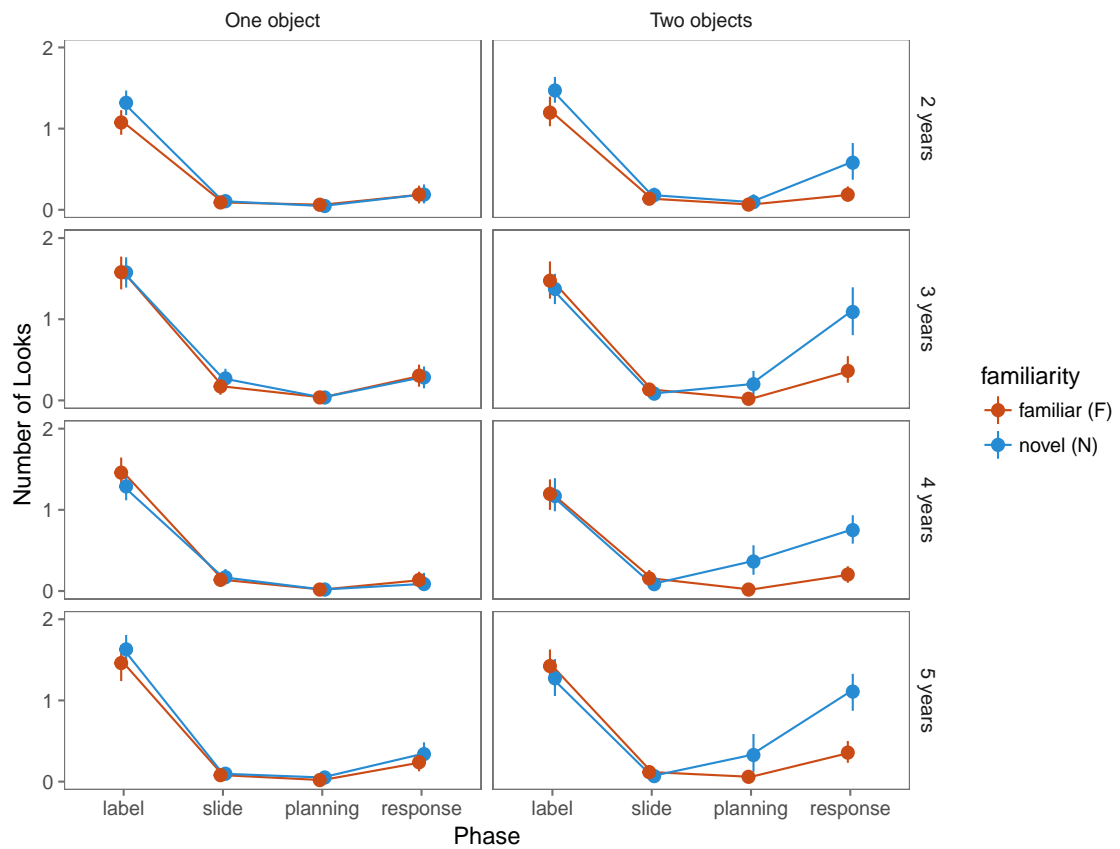 One object
Two objects
2
1
0
2 years
2
1
0
3 years
Number of Looks
familiarity
familiar (F)
novel (N)
2
1
0
4 years
2
1
0
5 years
label
slide
planning
response
label
slide
planning
response
Phase